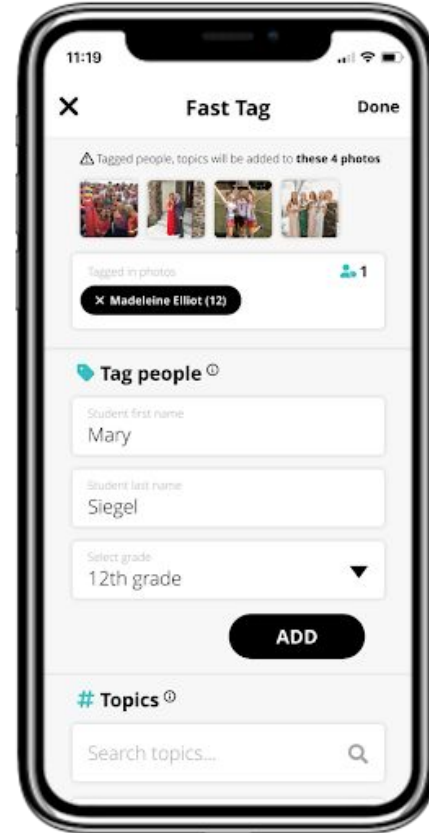 11:19
Fast Tag
Done
Tagged people, topics will be added to these 4 photos
Tagged in photos
1
× Madeleine Elliot (12)
Tag people
Student first name
Mary
Student last name
Siegel
Select grade
12th grade
ADD
# Topics
Search topics...